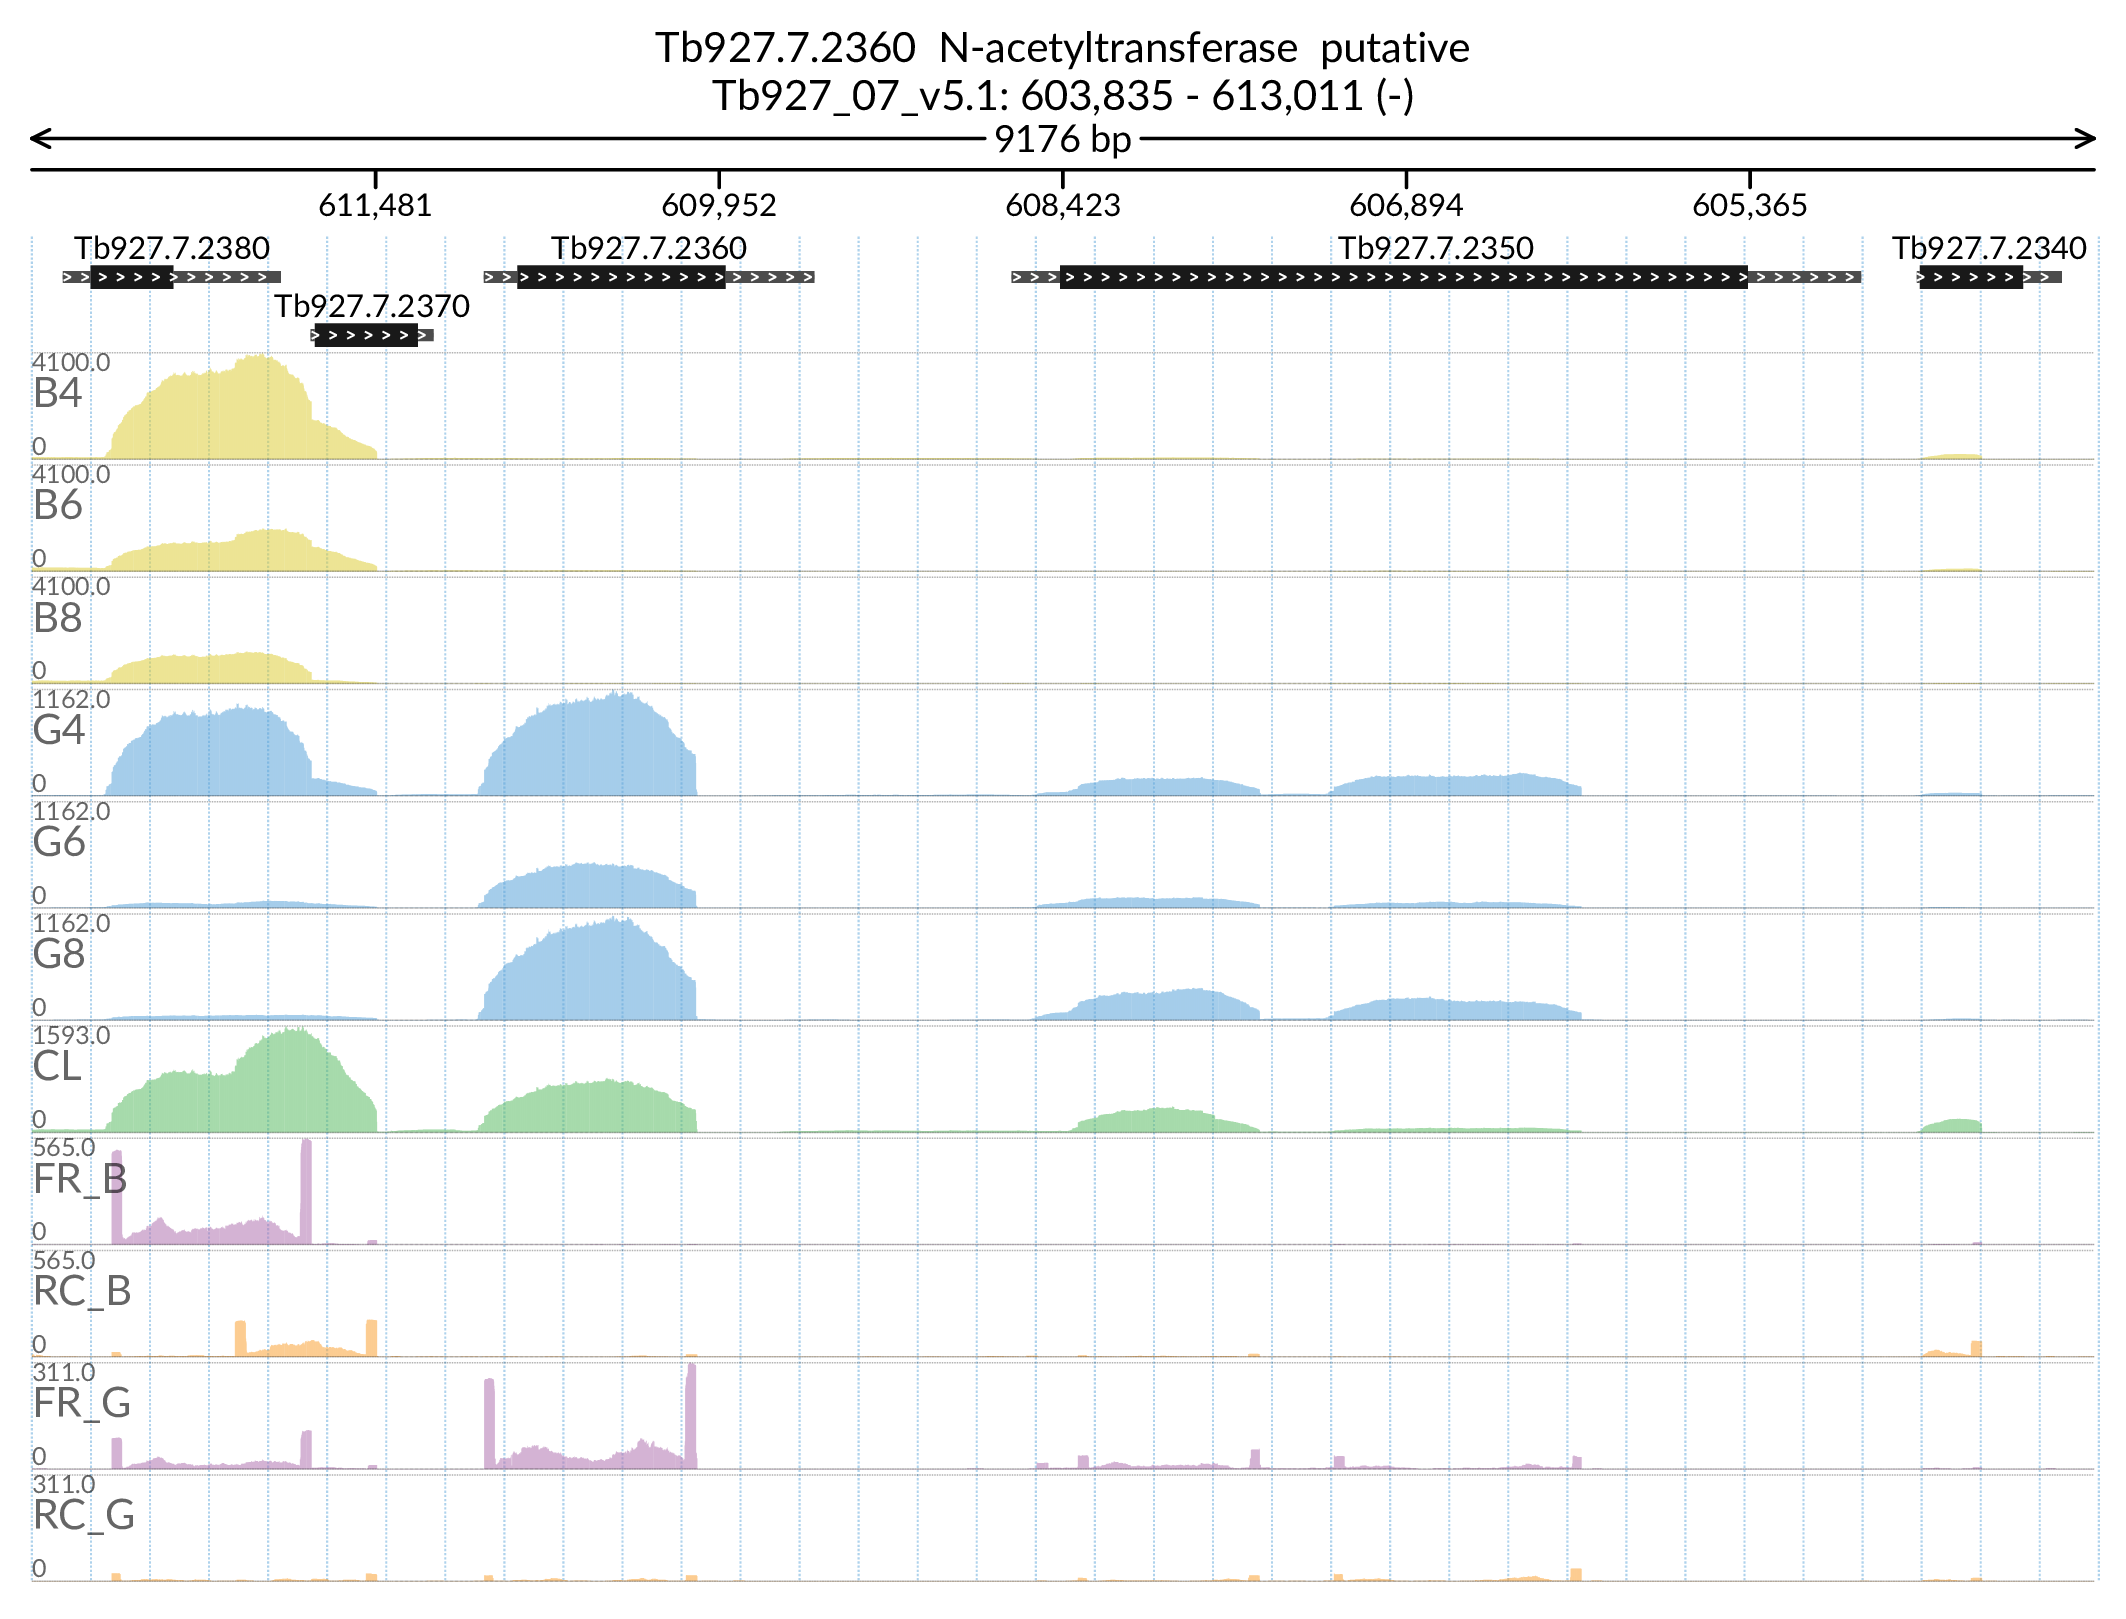 Tb927.7.2360 N-acetyltransferase putative
Tb927_07_v5.1: 603,835 - 613,011 (-)
9176 bp
611,481 609,952 608,423 606,894 605,365
Tb927.7.2380 Tb927.7.2360 Tb927.7.2350 Tb927.7.2340
Tb927.7.2370
4100.0
B4
0
4100.0
B6
0
4100.0
B8
0
1162.0
G4
0
1162.0
G6
0
1162.0
G8
0
1593.0
CL
0
565.0
FR_B
0
565.0
RC_B
0
311.0
FR_G
0
311.0
RC_G
0